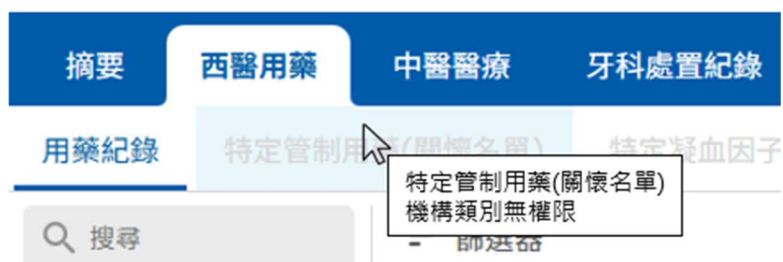 摘要 西醫用藥 中醫醫療 牙科處置紀錄
用藥紀錄 特定管制用藥(關懷名單) 特定凝血因子
特定管制用藥(關懷名單)
機構類別無權限
搜尋 - 篩選器